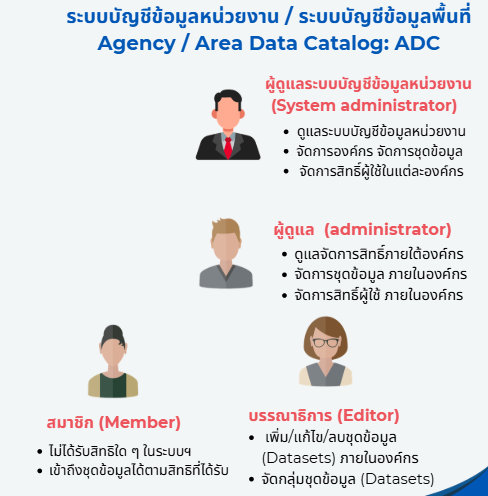 ระบบบัญชีข้อมูลหน่วยงาน / ระบบบัญชีข้อมูลพื้นที่
Agency / Area Data Catalog: ADC
ผู้ดูแลระบบบัญชีข้อมูลหน่วยงาน
(System administrator)
• ดูแลระบบบัญชีข้อมูลหน่วยงาน
• จัดการองค์กร จัดการชุดข้อมูล
• จัดการสิทธิ์ผู้ใช้ในแต่ละองค์กร
ผู้ดูแล (administrator)
• ดูแลจัดการสิทธิ์ภายใต้องค์กร
• จัดการชุดข้อมูล ภายในองค์กร
• จัดการสิทธิ์ผู้ใช้ ภายในองค์กร
สมาชิก (Member)
• ไม่ได้รับสิทธิใด ๆ ในระบบฯ
• เข้าถึงชุดข้อมูลได้ตามสิทธิที่ได้รับ
บรรณาธิการ (Editor)
• เพิ่ม/แก้ไข/ลบชุดข้อมูล
(Datasets) ภายในองค์กร
• จัดกลุ่มชุดข้อมูล (Datasets)